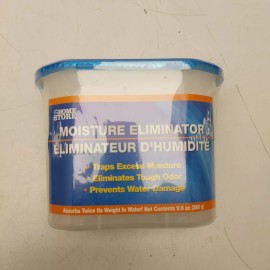 HOME
STORE
MOISTURE ELIMINATOR
ÉLIMINATEUR D'HUMIDITÉ
• Traps Excess Moisture
• Eliminates Tough Odor
• Prevents Water Damage
Absorbs Twice Its Weight in Water! Net Contents